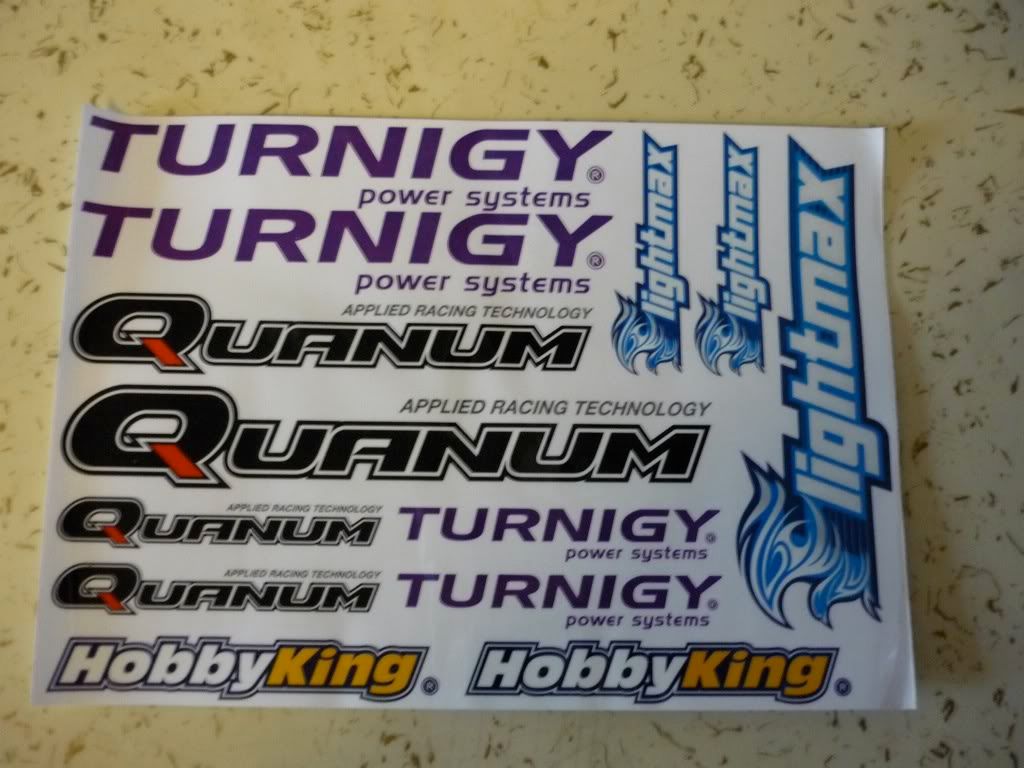 TURNIGY®
power systems
TURNIGY®
power systems
APPLIED RACING TECHNOLOGY
QUANUM
APPLIED RACING TECHNOLOGY
QUANUM
APPLIED RACING TECHNOLOGY
QUANUM
TURNIGY®
power systems
APPLIED RACING TECHNOLOGY
QUANUM
TURNIGY®
power systems
HobbyKing®
HobbyKing®
lightmax
lightmax
lightmax